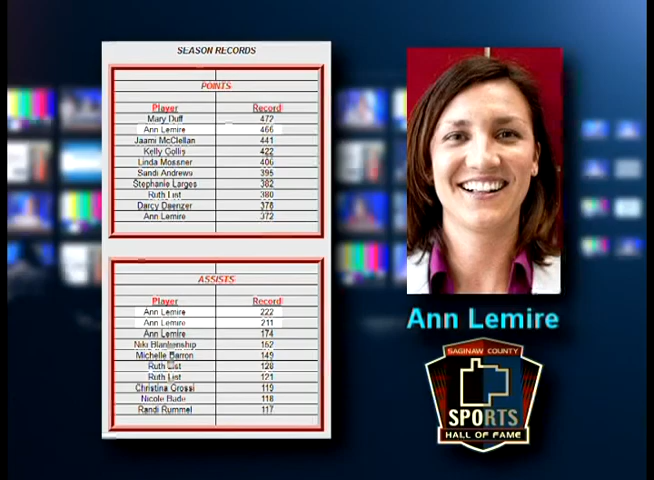 SEASON RECORDS
POINTS
Player Record
Mary Duff 472
Ann Lemire 466
Jaami McClellan 441
Kelly Collis 422
Linda Mossner 406
Sandi Andrews 395
Stephanie Larges 382
Ruth List 380
Darcy Daenzer 378
Ann Lemire 372
ASSISTS
Player Record
Ann Lemire 222
Ann Lemire 211
Ann Lemire 174
Niki Blankenship 152
Michelle Barron 149
Ruth List 128
Ruth List 121
Christina Grossi 119
Nicole Bade 118
Randi Rummel 117
Ann Lemire
SAGINAW COUNTY
SPORTS
HALL OF FAME